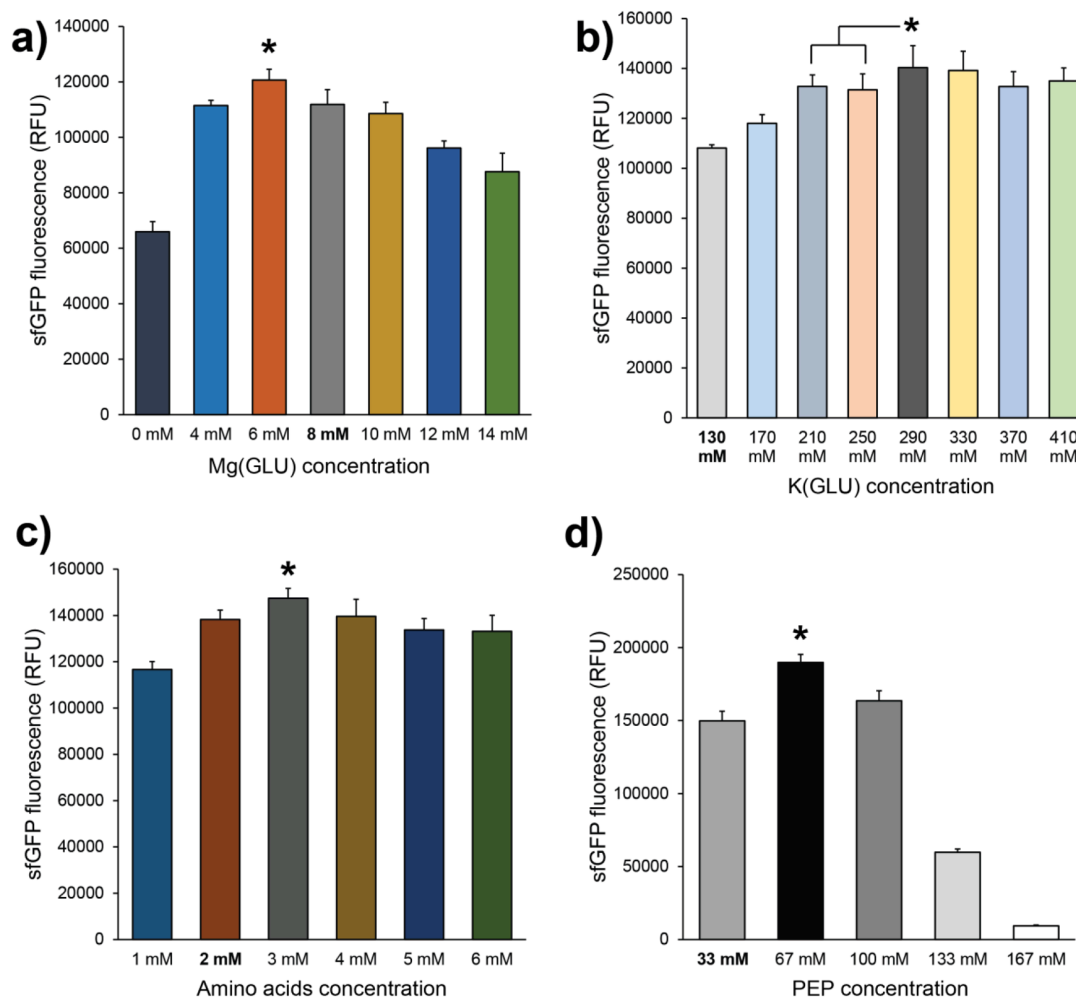 a)
*
sfGFP fluorescence (RFU)
140000
120000
100000
80000
60000
40000
20000
0
0 mM 4 mM 6 mM 8 mM 10 mM 12 mM 14 mM
Mg(GLU) concentration
b)
*
sfGFP fluorescence (RFU)
160000
140000
120000
100000
80000
60000
40000
20000
0
130 170 210 250 290 330 370 410
mM mM mM mM mM mM mM mM
K(GLU) concentration
c)
*
sfGFP fluorescence (RFU)
160000
140000
120000
100000
80000
60000
40000
20000
0
1 mM 2 mM 3 mM 4 mM 5 mM 6 mM
Amino acids concentration
d)
*
sfGFP fluorescence (RFU)
250000
200000
150000
100000
50000
0
33 mM 67 mM 100 mM 133 mM 167 mM
PEP concentration